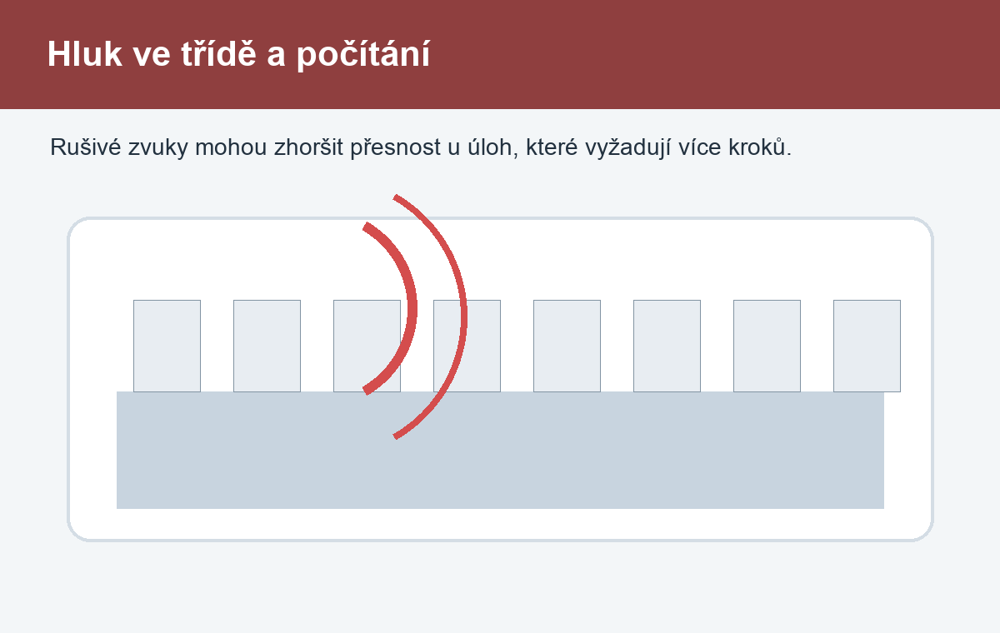 Hluk ve třídě a počítání
Rušivé zvuky mohou zhoršit přesnost u úloh, které vyžadují více kroků.